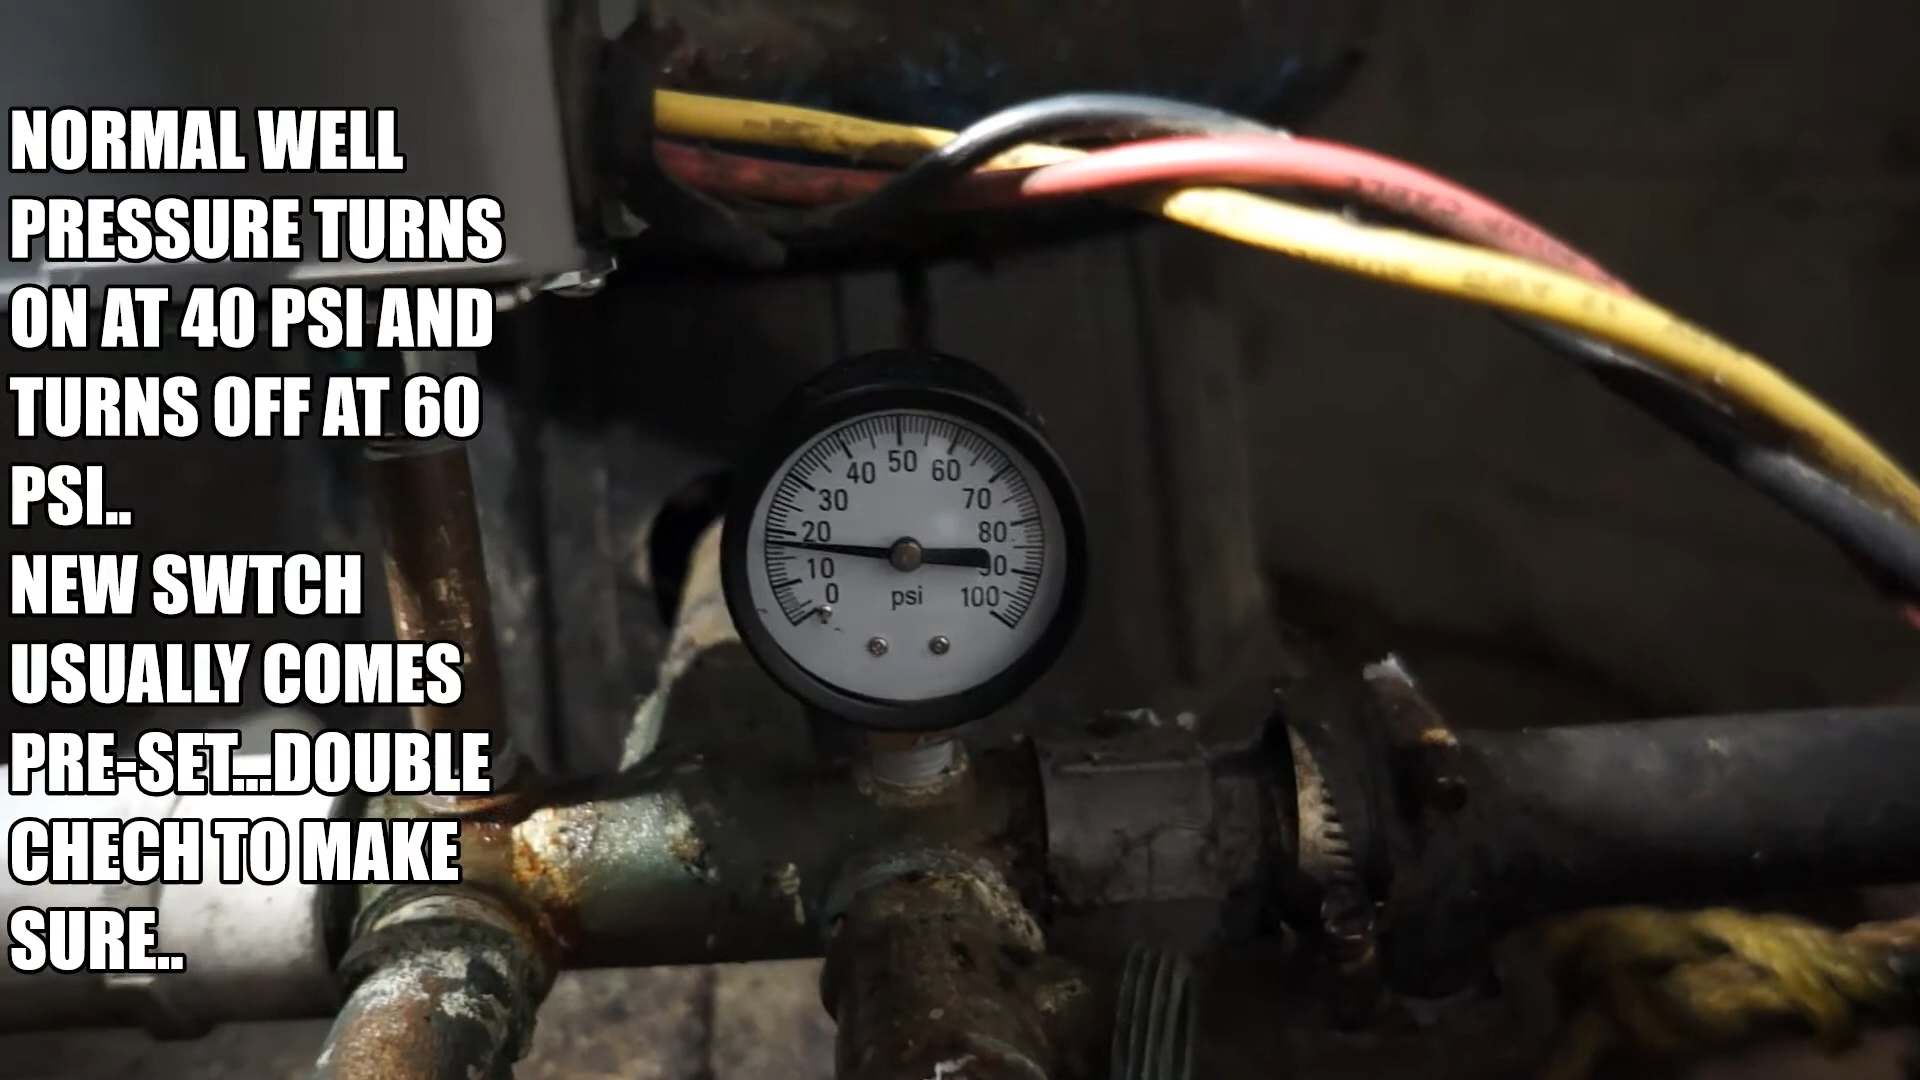 NORMAL WELL
PRESSURE TURNS
ON AT 40 PSI AND
TURNS OFF AT 60
PSI..
NEW SWTCH
USUALLY COMES
PRE-SET...DOUBLE
CHECH TO MAKE
SURE..
0 10 20 30 40 50 60 70 80 90 100
psi